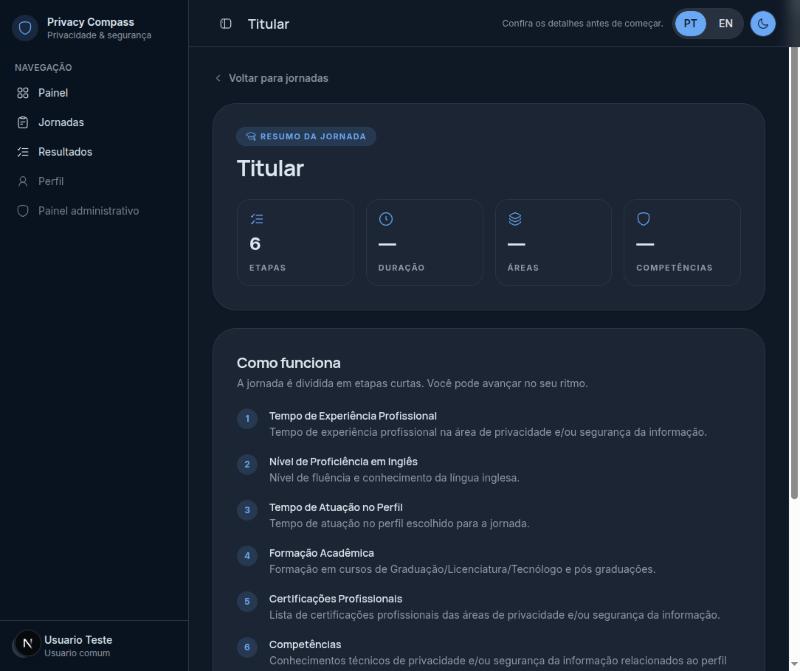 Privacy Compass
Privacidade & segurança
NAVEGAÇÃO
Painel
Jornadas
Resultados
Perfil
Painel administrativo
N
Usuario Teste
Usuario comum
Titular
Confira os detalhes antes de começar.
PT EN
Voltar para jornadas
RESUMO DA JORNADA
Titular
6
ETAPAS
—
DURAÇÃO
—
ÁREAS
—
COMPETÊNCIAS
Como funciona
A jornada é dividida em etapas curtas. Você pode avançar no seu ritmo.
1 Tempo de Experiência Profissional
Tempo de experiência profissional na área de privacidade e/ou segurança da informação.
2 Nível de Proficiência em Inglês
Nível de fluência e conhecimento da língua inglesa.
3 Tempo de Atuação no Perfil
Tempo de atuação no perfil escolhido para a jornada.
4 Formação Acadêmica
Formação em cursos de Graduação/Licenciatura/Tecnólogo e pós graduações.
5 Certificações Profissionais
Lista de certificações profissionais das áreas de privacidade e/ou segurança da informação.
6 Competências
Conhecimentos técnicos de privacidade e/ou segurança da informação relacionados ao perfil